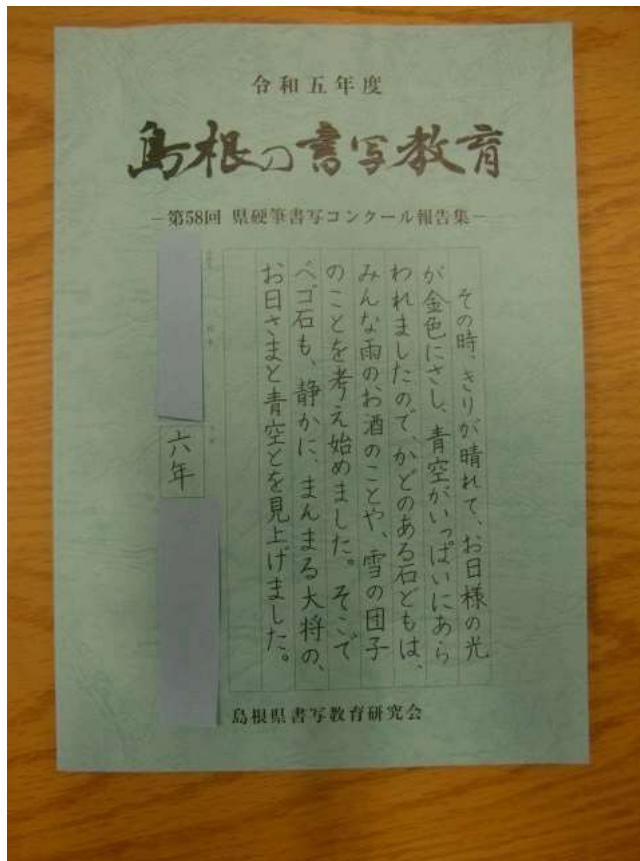 令和五年度
島根の書写教育
－第58回 県硬筆書写コンクール報告集－
その時、きりが晴れて、お日様の光
が金色にさし、青空がいっぱいにあら
われましたので、かどのある石どもは、
みんな雨のお酒のことや、雪の団子
のことを考え始めました。そこで
ベゴ石も、静かに、まんまる大将の、
お日さまと青空とを見上げました。
六年
島根県書写教育研究会